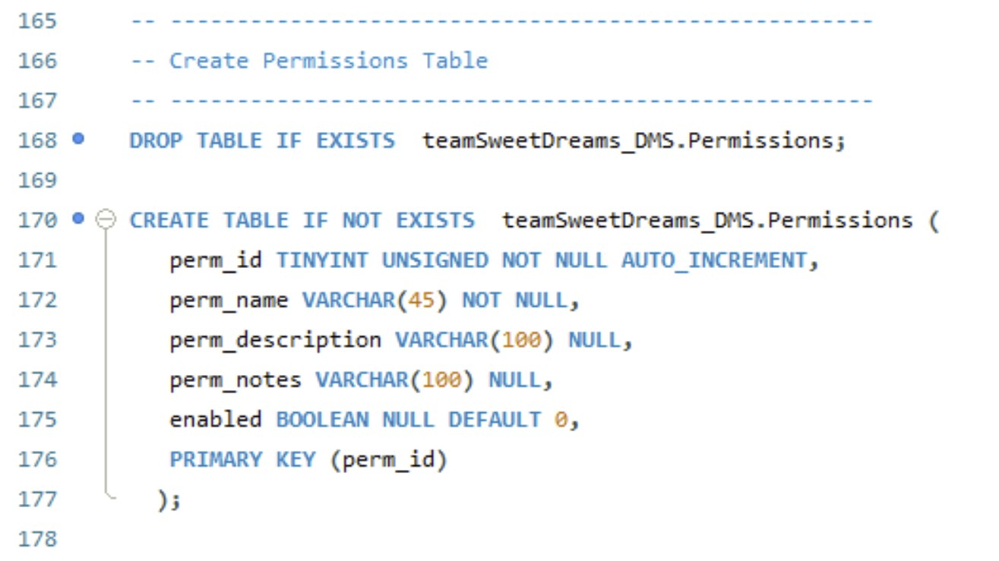 165 -- ------------------------------------------------------
166 -- Create Permissions Table
167 -- ------------------------------------------------------
168 DROP TABLE IF EXISTS  teamSweetDreams_DMS.Permissions;
169
170 CREATE TABLE IF NOT EXISTS  teamSweetDreams_DMS.Permissions (
171 perm_id TINYINT UNSIGNED NOT NULL AUTO_INCREMENT,
172 perm_name VARCHAR(45) NOT NULL,
173 perm_description VARCHAR(100) NULL,
174 perm_notes VARCHAR(100) NULL,
175 enabled BOOLEAN NULL DEFAULT 0,
176 PRIMARY KEY (perm_id)
177 );
178